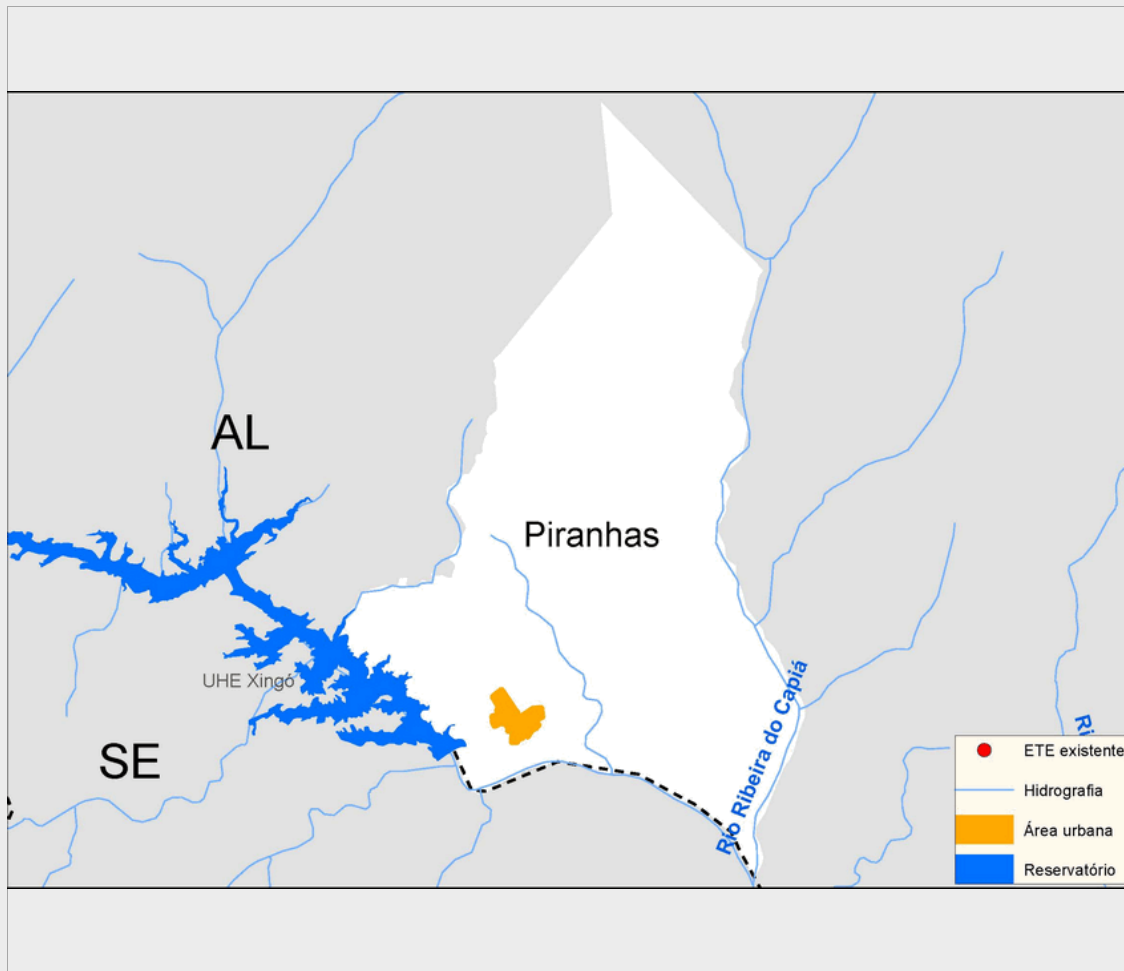 AL
Piranhas
UHE Xingó
SE
Rio Ribeira do Capiá
ETE existente
Hidrografia
Área urbana
Reservatório